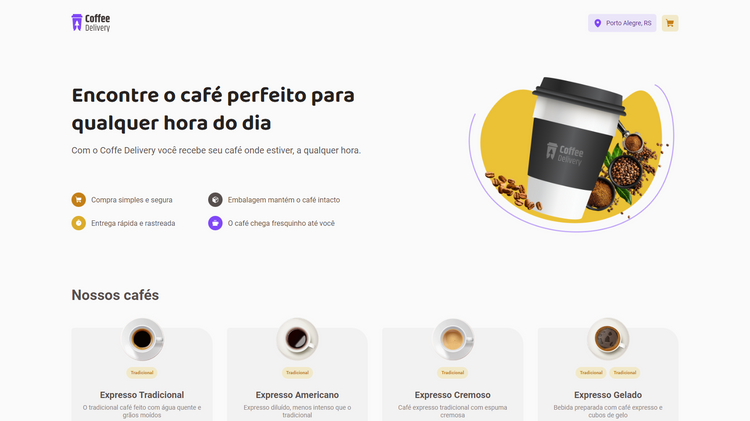 Coffee
Delivery
Porto Alegre, RS
Encontre o café perfeito para
qualquer hora do dia
Com o Coffe Delivery você recebe seu café onde estiver, a qualquer hora.
Coffee
Delivery
Compra simples e segura
Embalagem mantém o café intacto
Entrega rápida e rastreada
O café chega fresquinho até você
Nossos cafés
Tradicional
Tradicional
Tradicional
Tradicional Tradicional
Expresso Tradicional
O tradicional café feito com água quente e
grãos moídos
Expresso Americano
Expresso diluído, menos intenso que o
tradicional
Expresso Cremoso
Café expresso tradicional com espuma
cremosa
Expresso Gelado
Bebida preparada com café expresso e
cubos de gelo